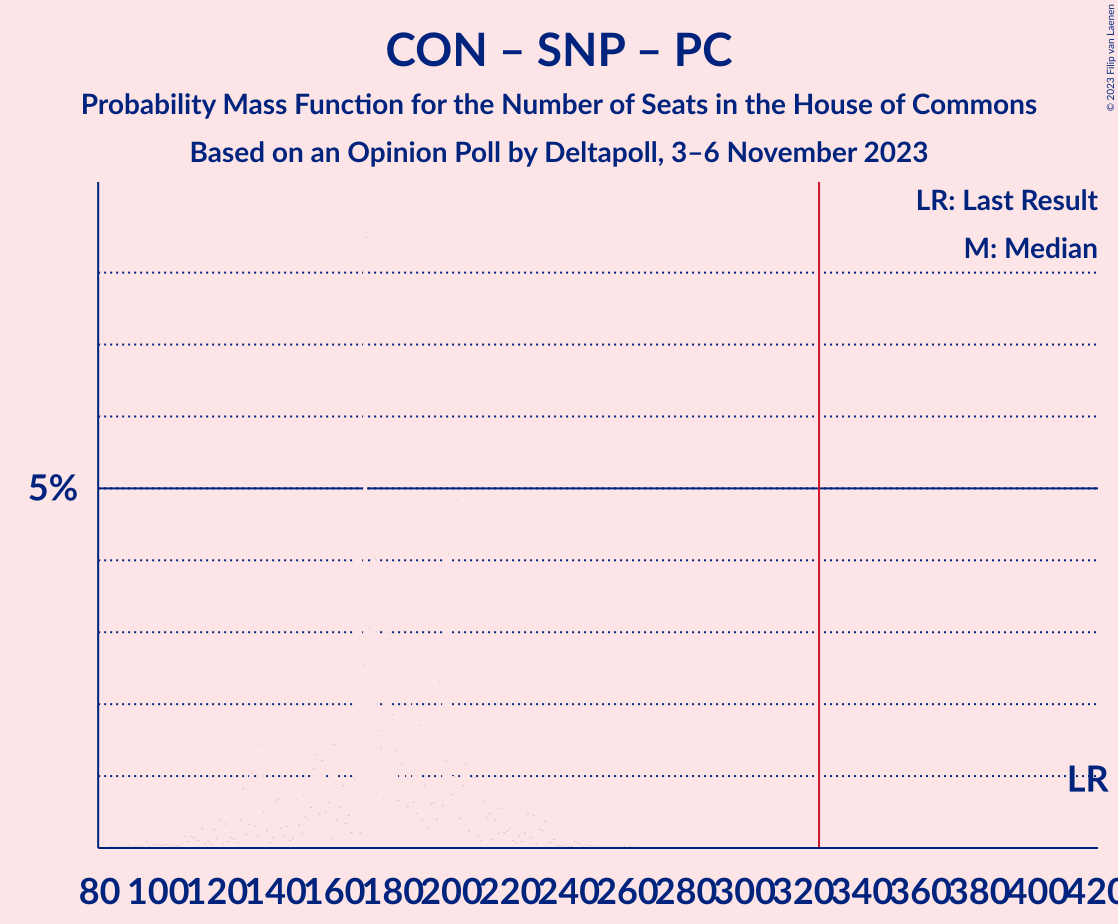 CON – SNP – PC
Probability Mass Function for the Number of Seats in the House of Commons
Based on an Opinion Poll by Deltapoll, 3–6 November 2023
© 2023 Filip van Laenen
LR: Last Result
M: Median
5%
LR
80 100 120 140 160 180 200 220 240 260 280 300 320 340 360 380 400 420